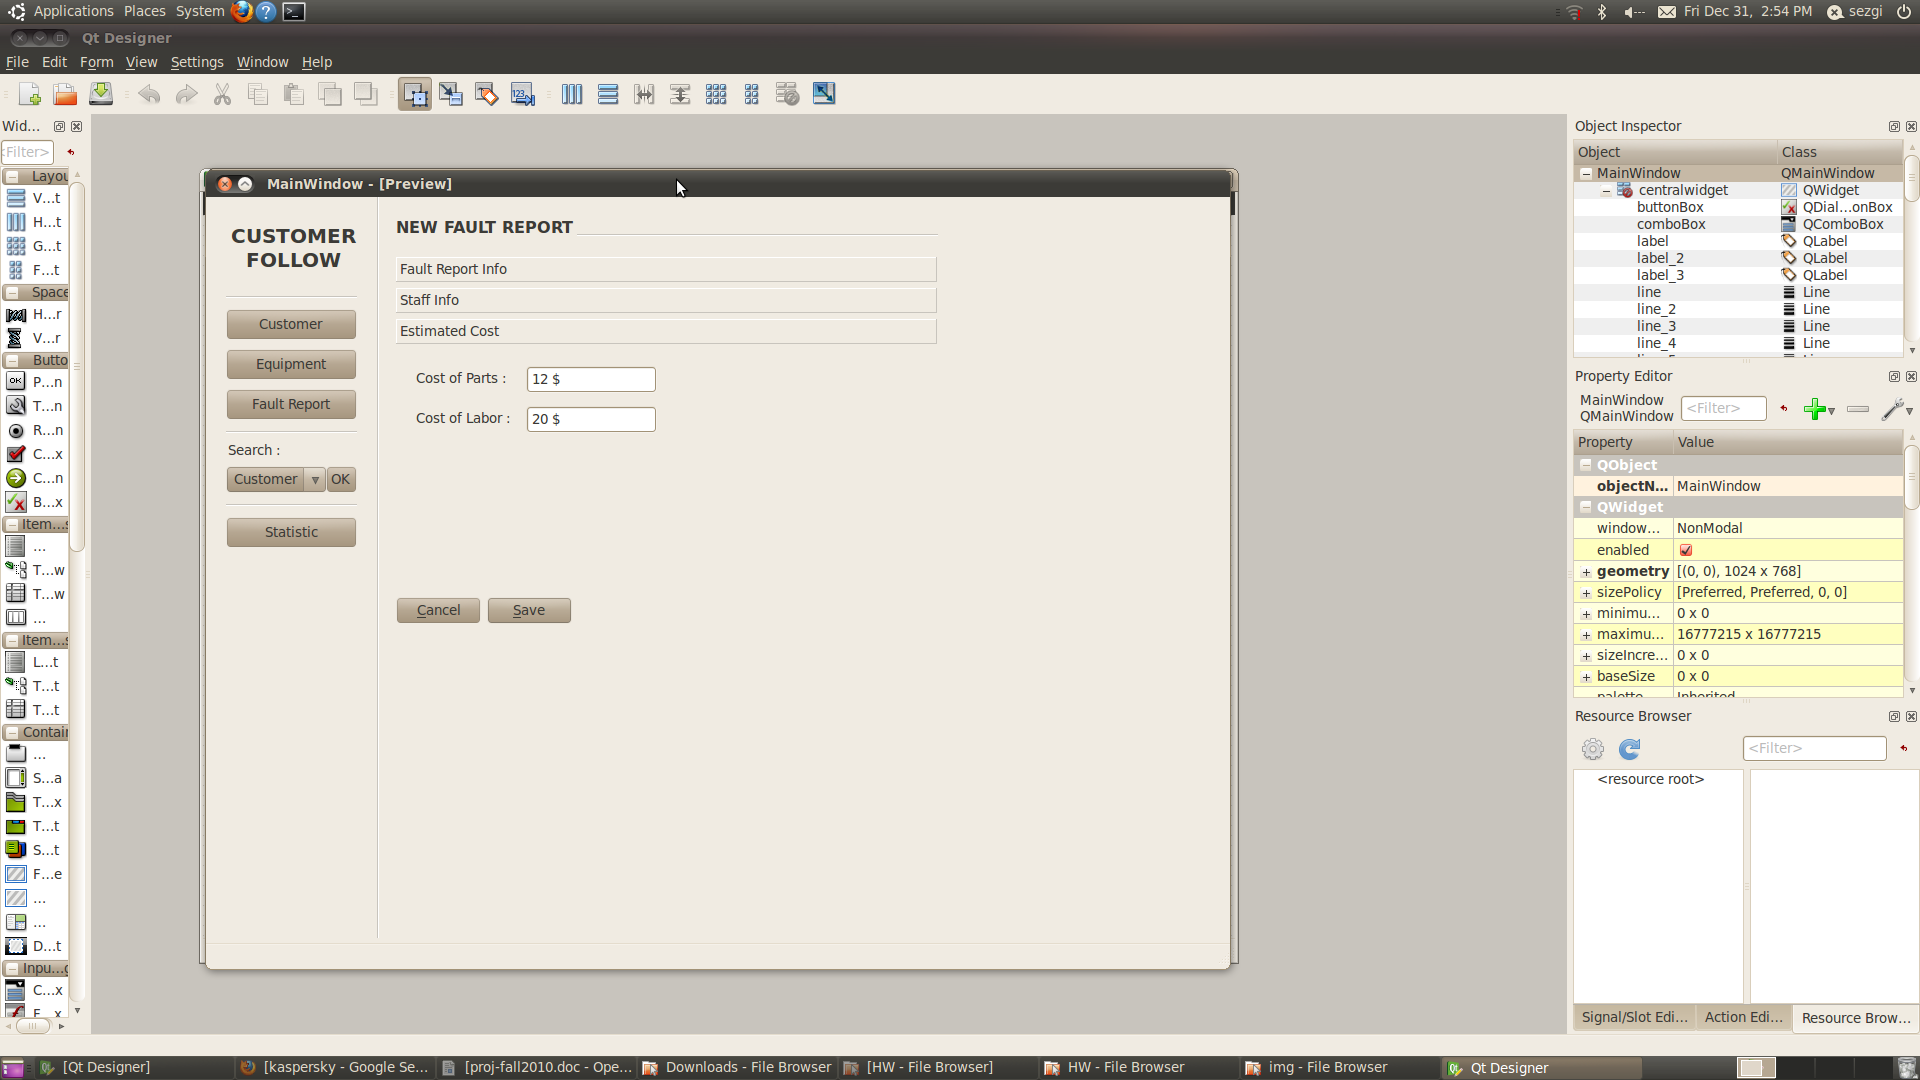 Applications Places System
Fri Dec 31, 2:54 PM
sezgi
Qt Designer
File Edit Form View Settings Window Help
Wid...
<Filter>
Layou
V...t
H...t
G...t
F...t
Space
H...r
V...r
Butto
OK
P...n
T...n
R...n
C...x
C...n
B...x
Item...s
...
T...w
T...w
...
Item...s
L...t
T...t
T...t
Contai
...
S...a
T...x
T...t
S...t
F...e
...
...
D...t
Inpu...
C...x
F...x
MainWindow - [Preview]
CUSTOMER
FOLLOW
Customer
Equipment
Fault Report
Search :
Customer
OK
Statistic
NEW FAULT REPORT
Fault Report Info
Staff Info
Estimated Cost
Cost of Parts : 12 $
Cost of Labor : 20 $
Cancel Save
Object Inspector
Object Class
MainWindow QMainWindow
centralwidget QWidget
buttonBox QDial...onBox
comboBox QComboBox
label QLabel
label_2 QLabel
label_3 QLabel
line Line
line_2 Line
line_3 Line
line_4 Line
Property Editor
MainWindow
QMainWindow
<Filter>
Property Value
QObject
objectN... MainWindow
QWidget
window... NonModal
enabled
geometry [(0, 0), 1024 x 768]
sizePolicy [Preferred, Preferred, 0, 0]
minimu... 0 x 0
maximu... 16777215 x 16777215
sizeIncre... 0 x 0
baseSize 0 x 0
palette Inherited
Resource Browser
<Filter>
<resource root>
Signal/Slot Edi... Action Edi... Resource Brow...
[Qt Designer]
[kaspersky - Google Se...
[proj-fall2010.doc - Ope...
Downloads - File Browser
[HW - File Browser]
HW - File Browser
img - File Browser
Qt Designer